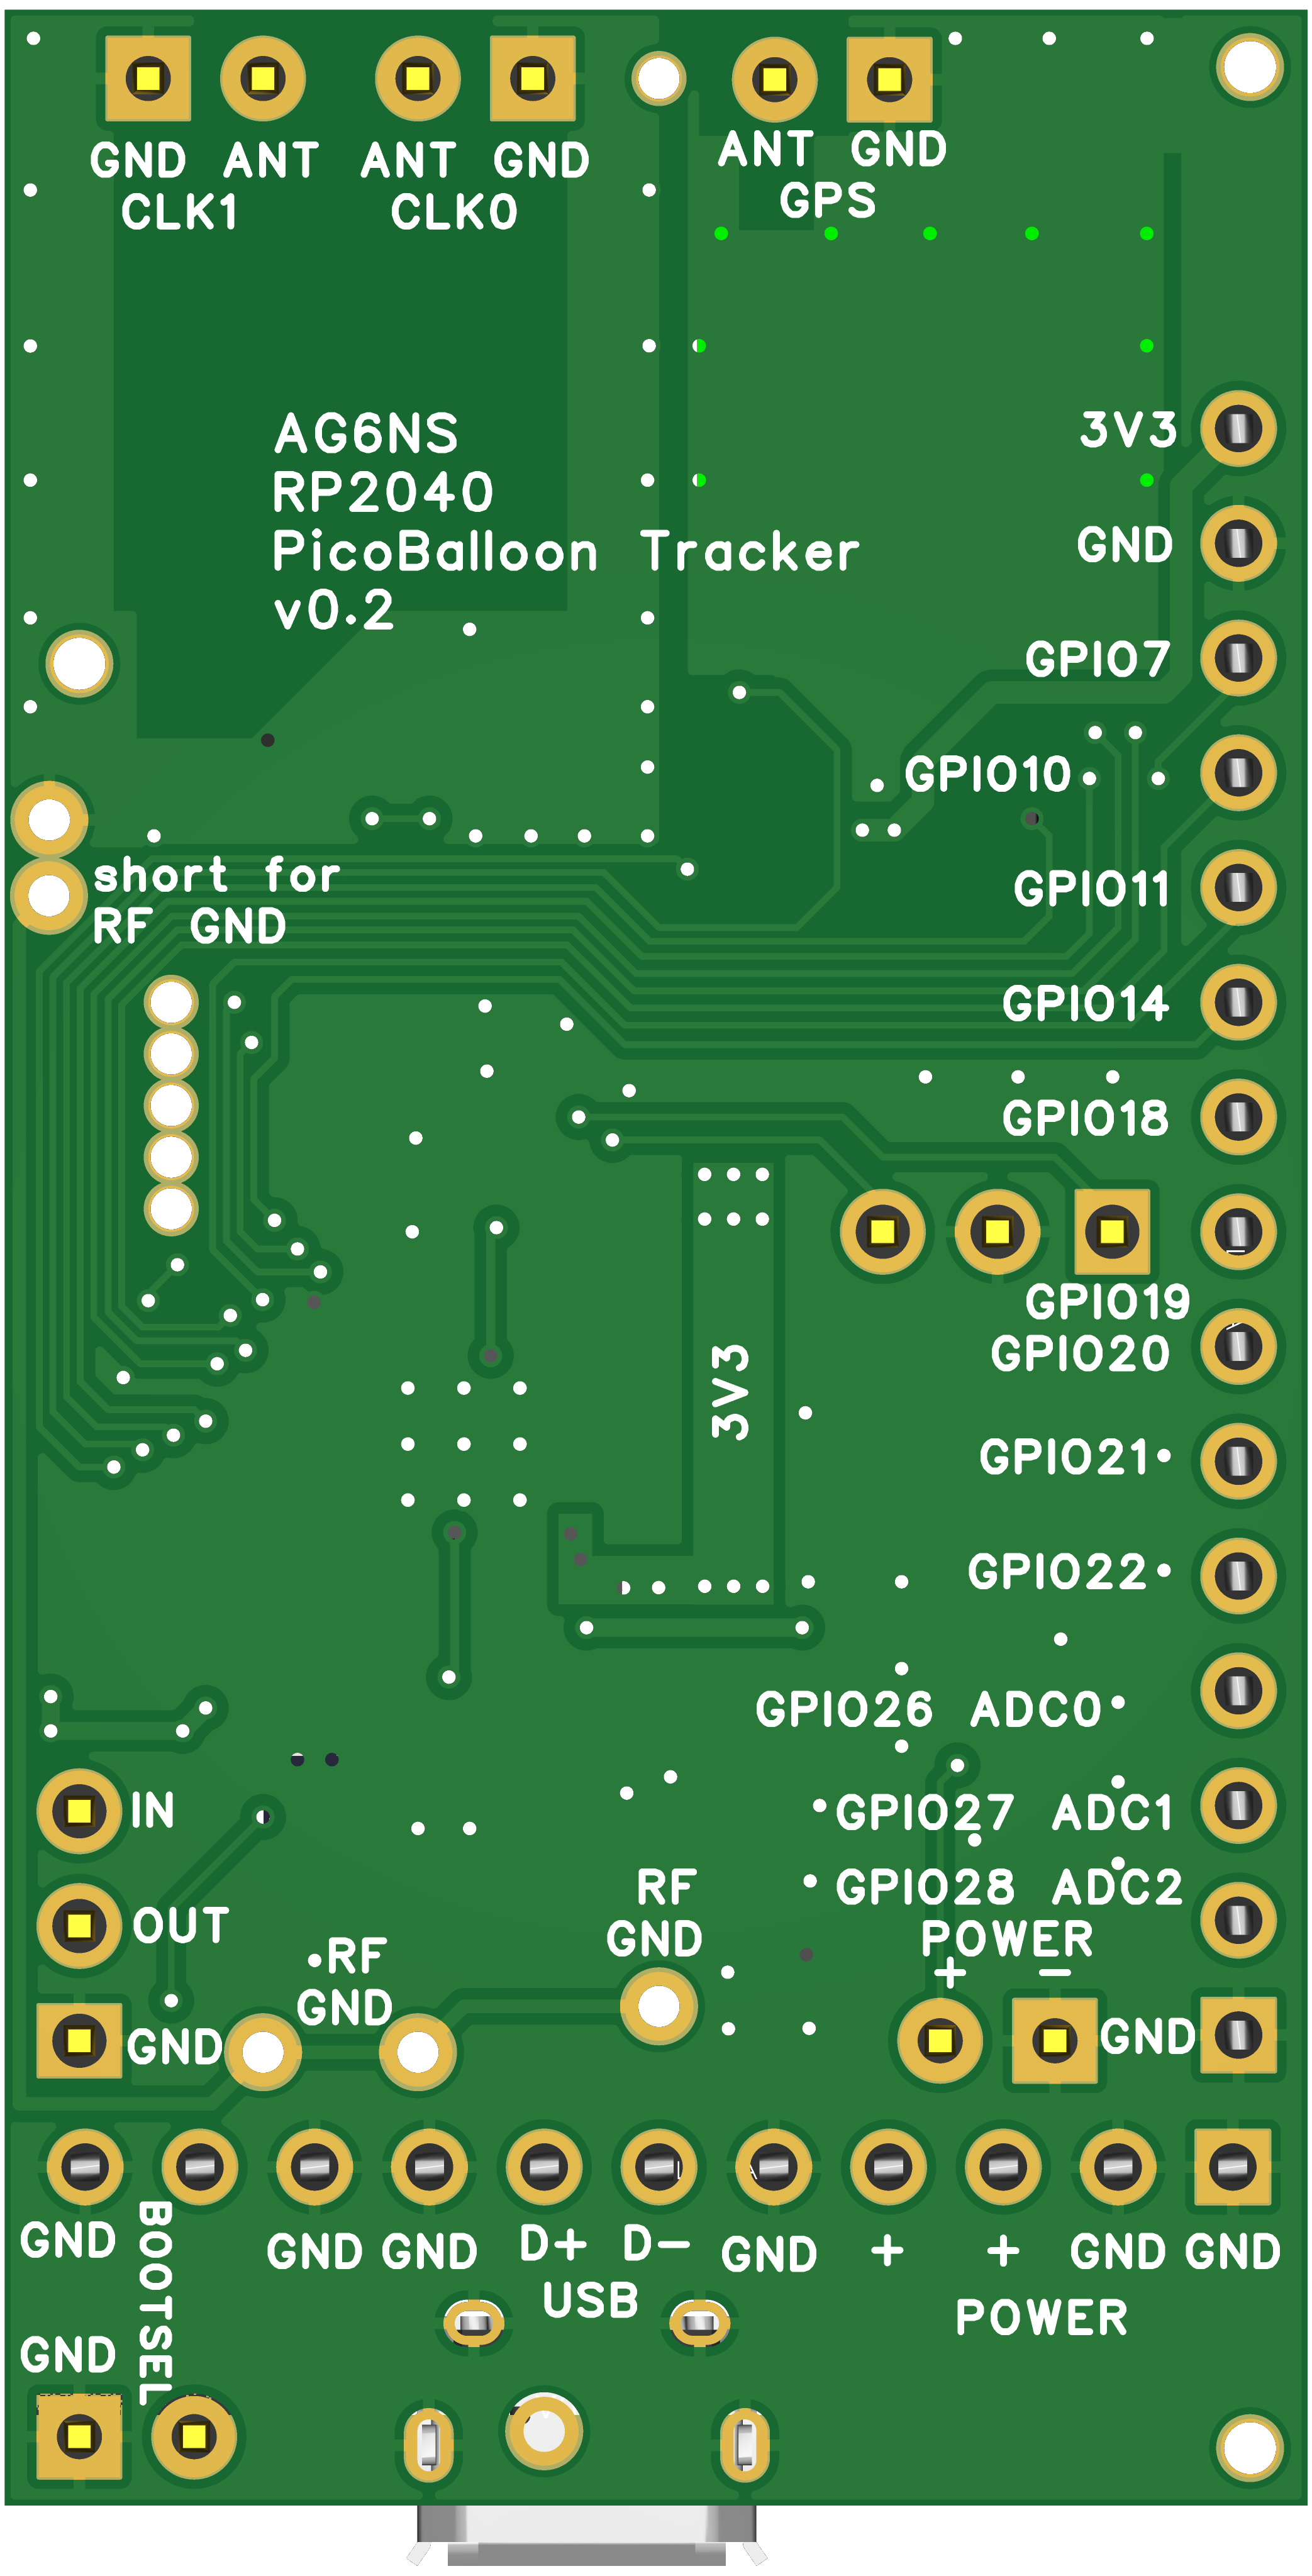 GND ANT ANT GND
CLK1 CLK0
ANT GND
GPS
AG6NS
RP2040
PicoBalloon Tracker
v0.2
3V3
GND
GPIO7
GPIO10
short for
RF GND
GPIO11
GPIO14
GPIO18
GPIO19
GPIO20
3V3
GPIO21
GPIO22
GPIO26 ADC0
IN
GPIO27 ADC1
RF
GND
GPIO28 ADC2
OUT
POWER
+ −
RF
GND
GND
GND
GND
BOOTSEL
GND GND D+ D- GND + + GND GND
USB
POWER
GND